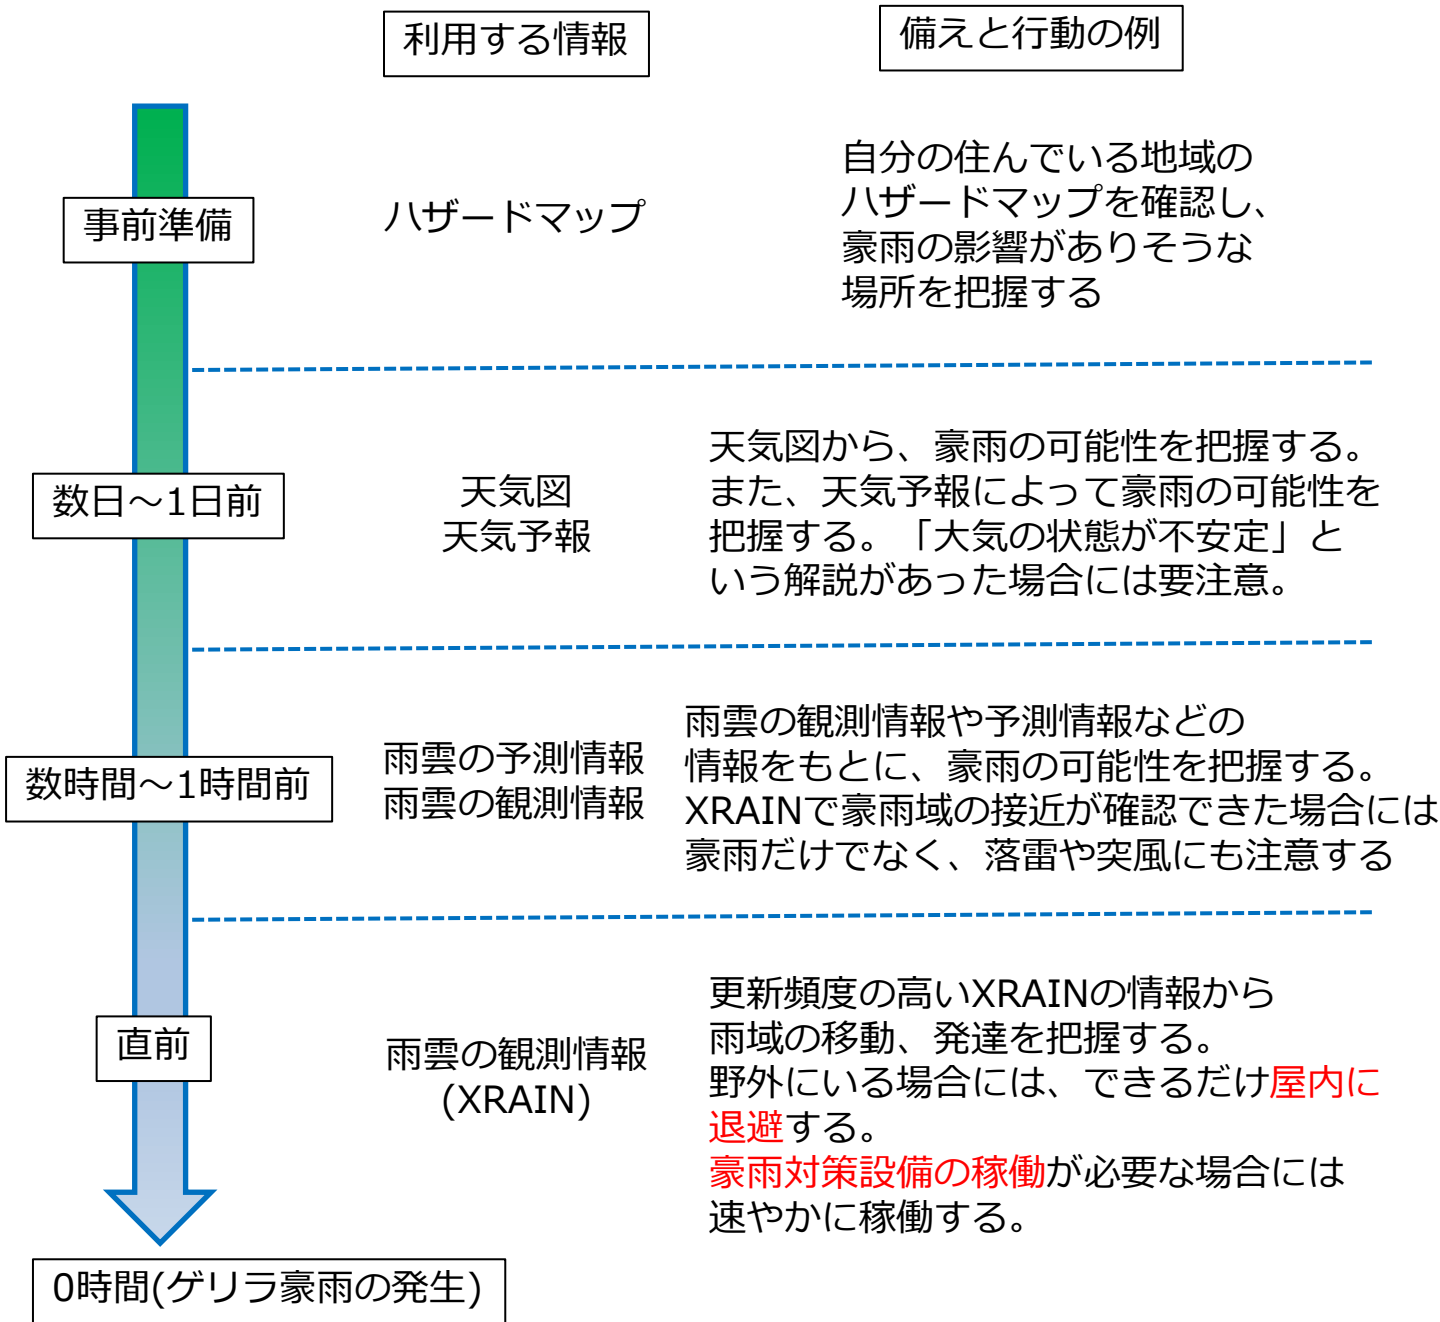 利用する情報
備えと行動の例
事前準備
ハザードマップ
自分の住んでいる地域の
ハザードマップを確認し、
豪雨の影響がありそうな
場所を把握する
数日～1日前
天気図
天気予報
天気図から、豪雨の可能性を把握する。
また、天気予報によって豪雨の可能性を
把握する。「大気の状態が不安定」と
いう解説があった場合には要注意。
数時間～1時間前
雨雲の予測情報
雨雲の観測情報
雨雲の観測情報や予測情報などの
情報をもとに、豪雨の可能性を把握する。
XRAINで豪雨域の接近が確認できた場合には
豪雨だけでなく、落雷や突風にも注意する
直前
雨雲の観測情報
(XRAIN)
更新頻度の高いXRAINの情報から
雨域の移動、発達を把握する。
野外にいる場合には、できるだけ屋内に
退避する。
豪雨対策設備の稼働が必要な場合には
速やかに稼働する。
0時間(ゲリラ豪雨の発生)